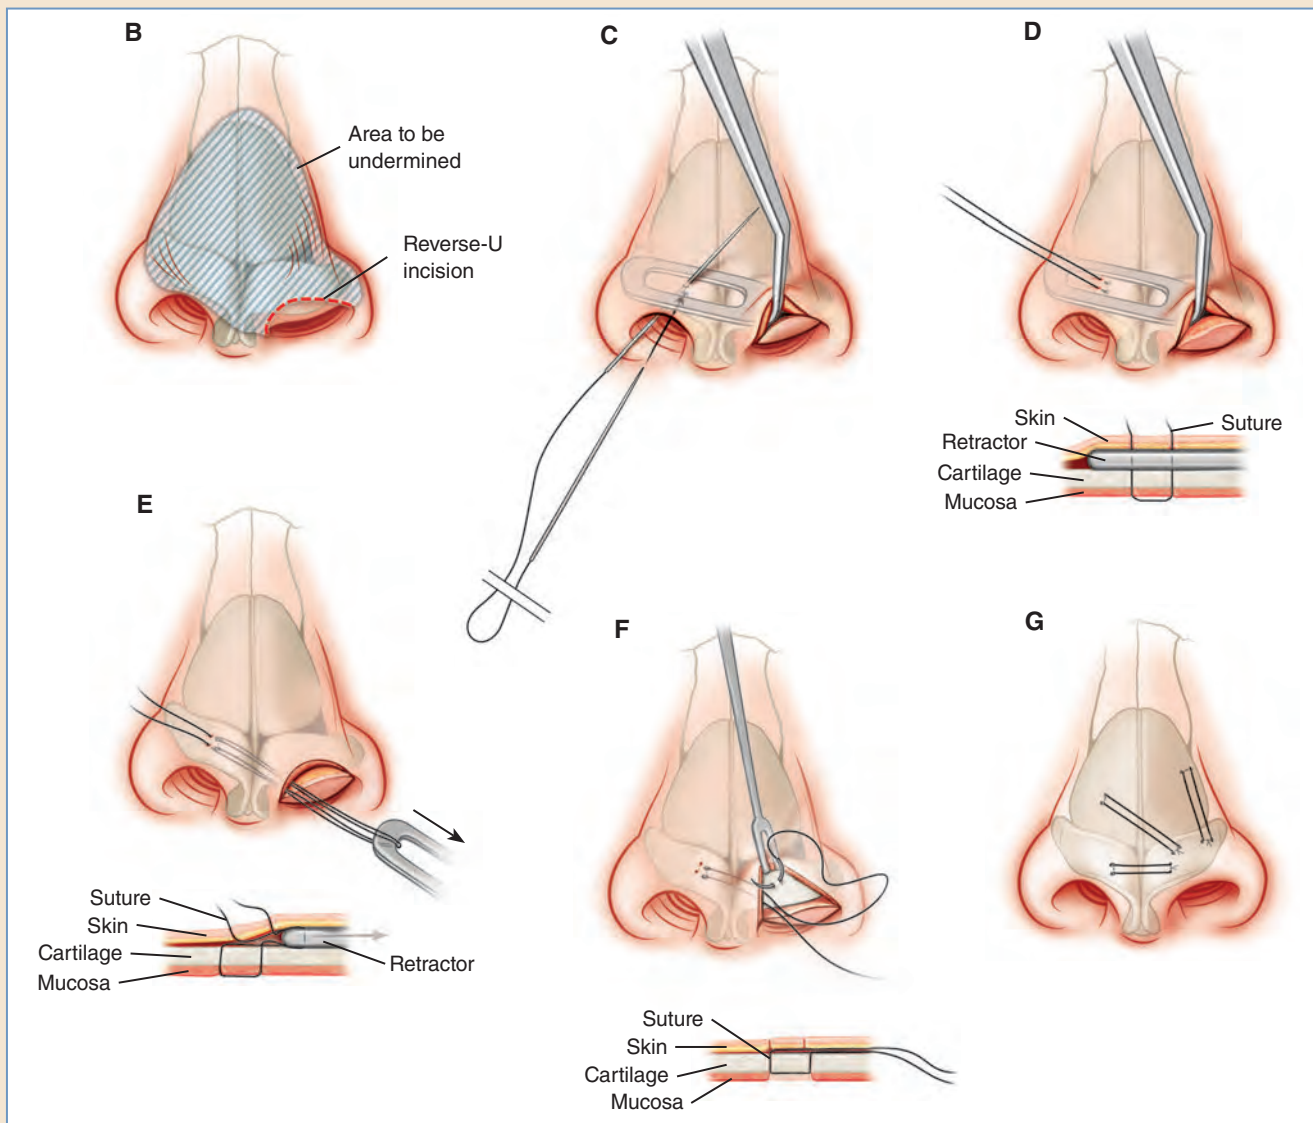 B
Area to be
undermined
Reverse-U
incision
C
D
Skin
Suture
Retractor
Cartilage
Mucosa
E
Suture
Skin
Cartilage
Retractor
Mucosa
F
Suture
Skin
Cartilage
Mucosa
G